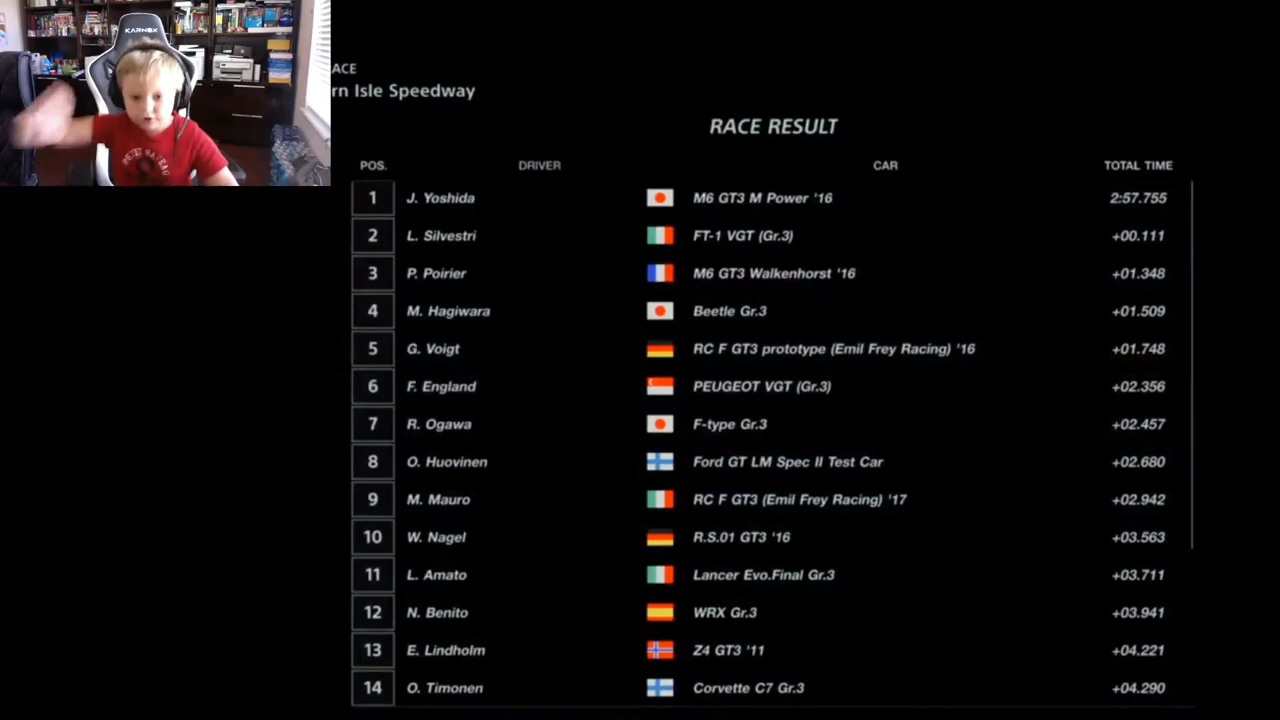 KARNOX
ACE
rn Isle Speedway
RACE RESULT
POS. DRIVER CAR TOTAL TIME
1 J. Yoshida M6 GT3 M Power '16 2:57.755
2 L. Silvestri FT-1 VGT (Gr.3) +00.111
3 P. Poirier M6 GT3 Walkenhorst '16 +01.348
4 M. Hagiwara Beetle Gr.3 +01.509
5 G. Voigt RC F GT3 prototype (Emil Frey Racing) '16 +01.748
6 F. England PEUGEOT VGT (Gr.3) +02.356
7 R. Ogawa F-type Gr.3 +02.457
8 O. Huovinen Ford GT LM Spec II Test Car +02.680
9 M. Mauro RC F GT3 (Emil Frey Racing) '17 +02.942
10 W. Nagel R.S.01 GT3 '16 +03.563
11 L. Amato Lancer Evo.Final Gr.3 +03.711
12 N. Benito WRX Gr.3 +03.941
13 E. Lindholm Z4 GT3 '11 +04.221
14 O. Timonen Corvette C7 Gr.3 +04.290